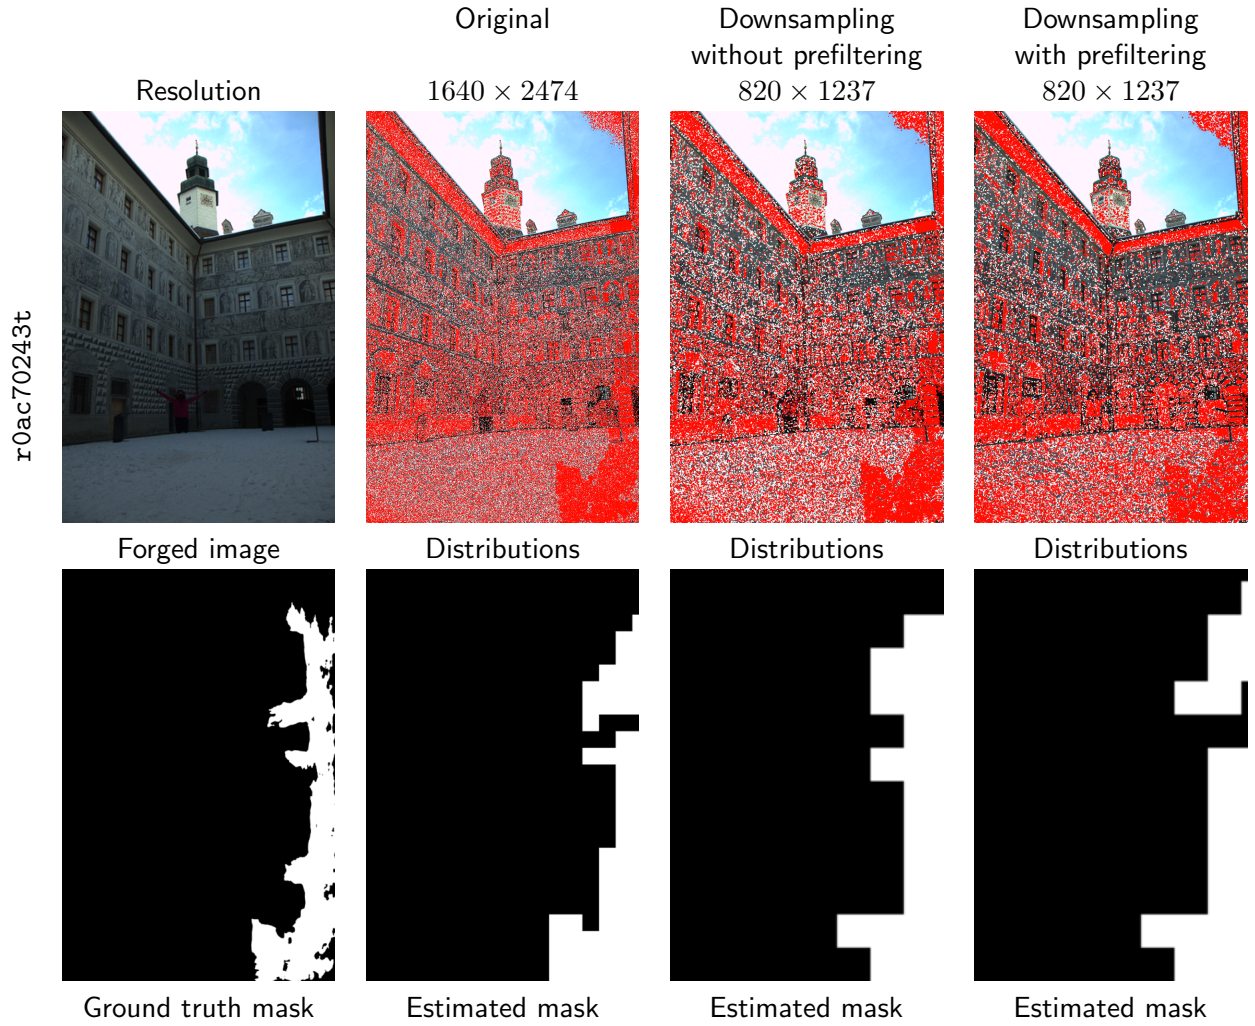 Original
Downsampling
without prefiltering
Downsampling
with prefiltering
Resolution
1640 × 2474
820 × 1237
820 × 1237
r0ac70243t
Forged image
Distributions
Distributions
Distributions
Ground truth mask
Estimated mask
Estimated mask
Estimated mask